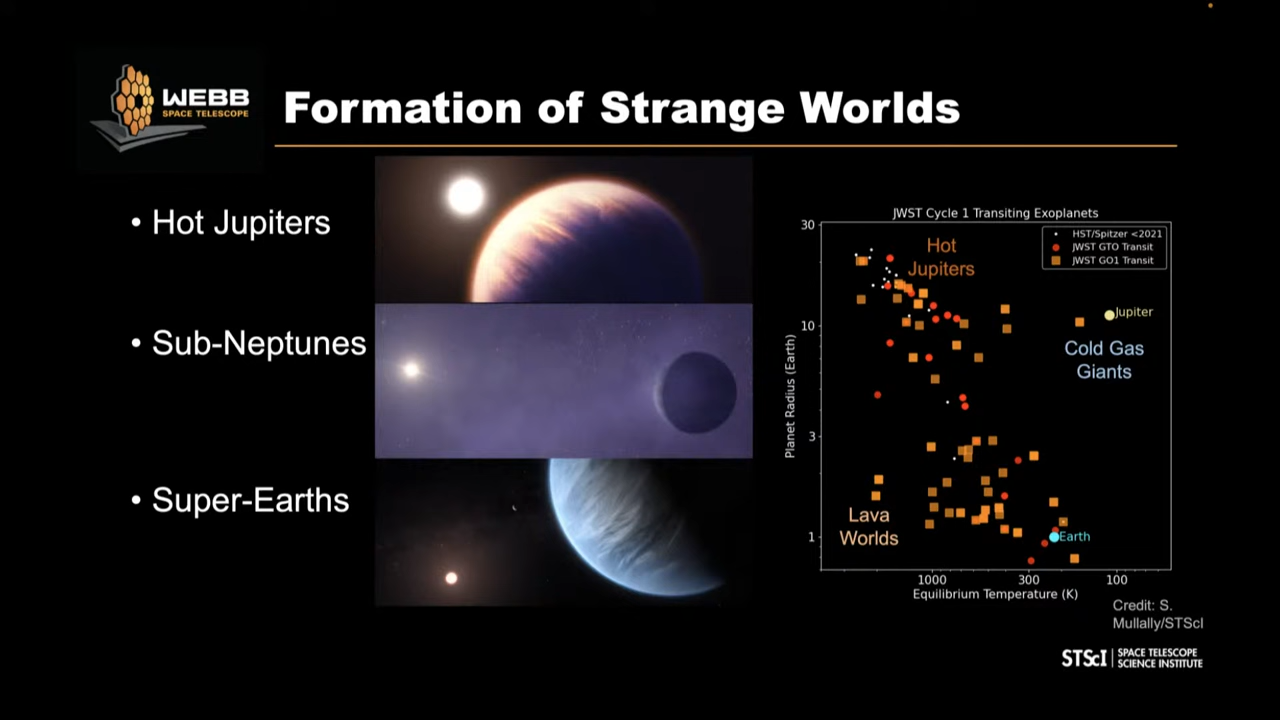 WEBB
SPACE TELESCOPE
Formation of Strange Worlds
• Hot Jupiters
• Sub-Neptunes
• Super-Earths
JWST Cycle 1 Transiting Exoplanets
HST/Spitzer <2021
JWST GTO Transit
JWST GO1 Transit
Hot
Jupiters
Jupiter
Cold Gas
Giants
Lava
Worlds
Earth
Planet Radius (Earth)
30
10
3
1
1000
300
100
Equilibrium Temperature (K)
Credit: S.
Mullally/STScI
STScI
SPACE TELESCOPE
SCIENCE INSTITUTE